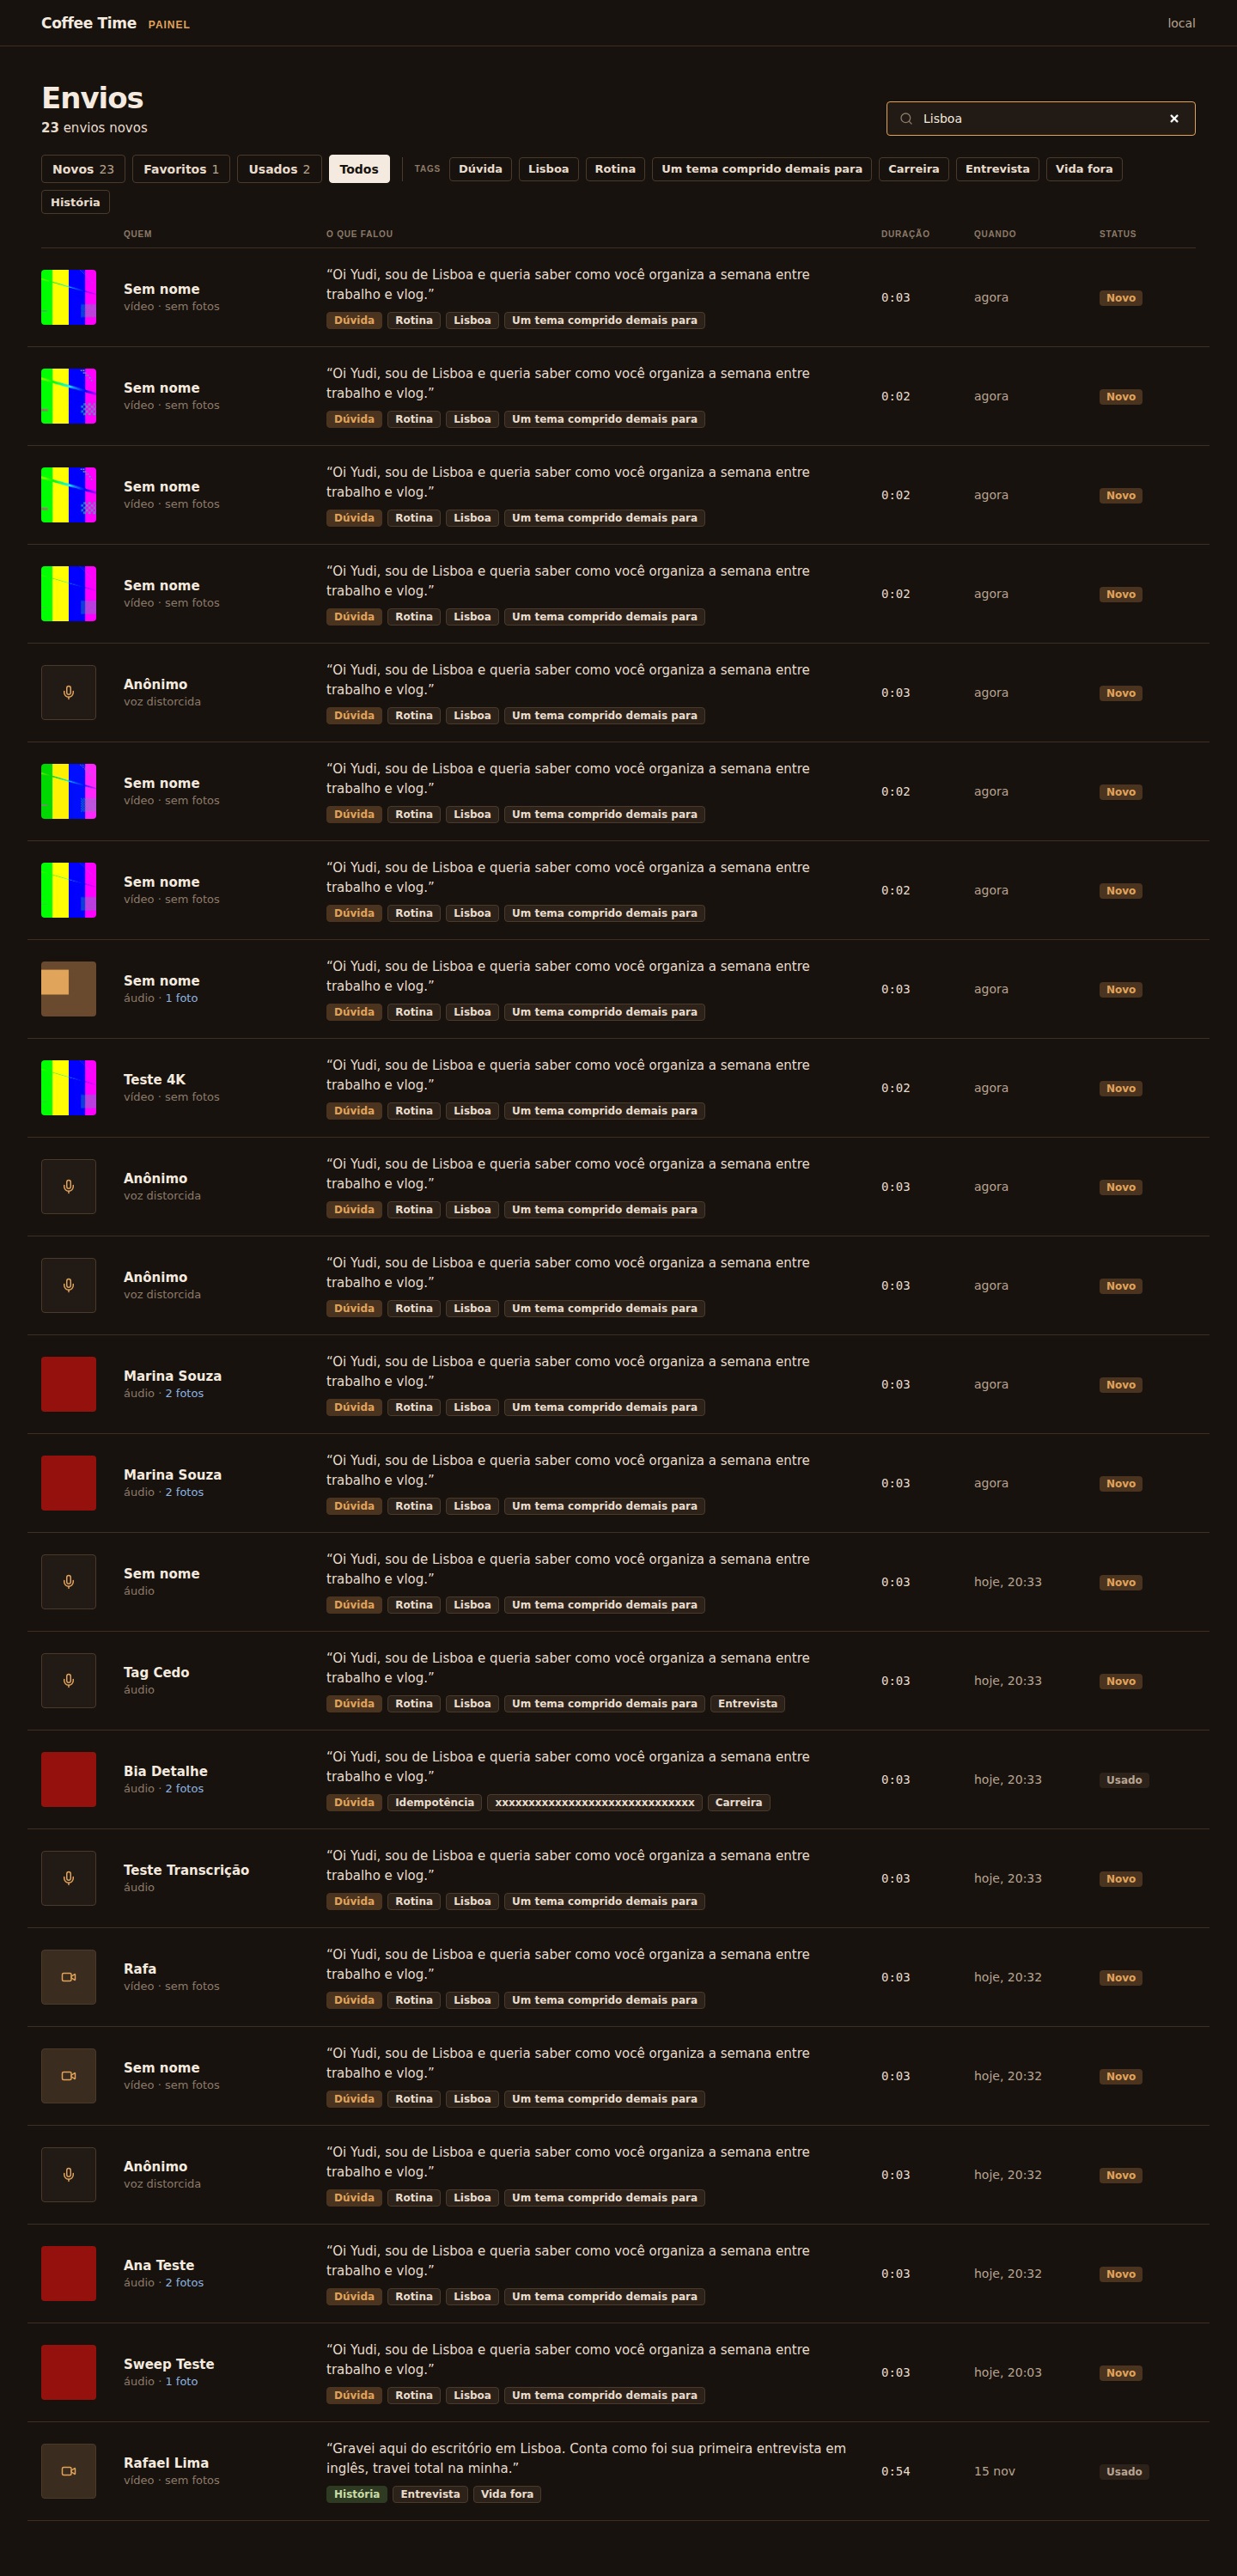 Coffee Time PAINEL local
Envios
23 envios novos
Lisboa ×
Novos 23 Favoritos 1 Usados 2 Todos TAGS Dúvida Lisboa Rotina Um tema comprido demais para Carreira Entrevista Vida fora
História
QUEM O QUE FALOU DURAÇÃO QUANDO STATUS
Sem nome
vídeo · sem fotos
“Oi Yudi, sou de Lisboa e queria saber como você organiza a semana entre
trabalho e vlog.”
Dúvida Rotina Lisboa Um tema comprido demais para
0:03 agora Novo
Sem nome
vídeo · sem fotos
“Oi Yudi, sou de Lisboa e queria saber como você organiza a semana entre
trabalho e vlog.”
Dúvida Rotina Lisboa Um tema comprido demais para
0:02 agora Novo
Sem nome
vídeo · sem fotos
“Oi Yudi, sou de Lisboa e queria saber como você organiza a semana entre
trabalho e vlog.”
Dúvida Rotina Lisboa Um tema comprido demais para
0:02 agora Novo
Sem nome
vídeo · sem fotos
“Oi Yudi, sou de Lisboa e queria saber como você organiza a semana entre
trabalho e vlog.”
Dúvida Rotina Lisboa Um tema comprido demais para
0:02 agora Novo
Anônimo
voz distorcida
“Oi Yudi, sou de Lisboa e queria saber como você organiza a semana entre
trabalho e vlog.”
Dúvida Rotina Lisboa Um tema comprido demais para
0:03 agora Novo
Sem nome
vídeo · sem fotos
“Oi Yudi, sou de Lisboa e queria saber como você organiza a semana entre
trabalho e vlog.”
Dúvida Rotina Lisboa Um tema comprido demais para
0:02 agora Novo
Sem nome
vídeo · sem fotos
“Oi Yudi, sou de Lisboa e queria saber como você organiza a semana entre
trabalho e vlog.”
Dúvida Rotina Lisboa Um tema comprido demais para
0:02 agora Novo
Sem nome
áudio · 1 foto
“Oi Yudi, sou de Lisboa e queria saber como você organiza a semana entre
trabalho e vlog.”
Dúvida Rotina Lisboa Um tema comprido demais para
0:03 agora Novo
Teste 4K
vídeo · sem fotos
“Oi Yudi, sou de Lisboa e queria saber como você organiza a semana entre
trabalho e vlog.”
Dúvida Rotina Lisboa Um tema comprido demais para
0:02 agora Novo
Anônimo
voz distorcida
“Oi Yudi, sou de Lisboa e queria saber como você organiza a semana entre
trabalho e vlog.”
Dúvida Rotina Lisboa Um tema comprido demais para
0:03 agora Novo
Anônimo
voz distorcida
“Oi Yudi, sou de Lisboa e queria saber como você organiza a semana entre
trabalho e vlog.”
Dúvida Rotina Lisboa Um tema comprido demais para
0:03 agora Novo
Marina Souza
áudio · 2 fotos
“Oi Yudi, sou de Lisboa e queria saber como você organiza a semana entre
trabalho e vlog.”
Dúvida Rotina Lisboa Um tema comprido demais para
0:03 agora Novo
Marina Souza
áudio · 2 fotos
“Oi Yudi, sou de Lisboa e queria saber como você organiza a semana entre
trabalho e vlog.”
Dúvida Rotina Lisboa Um tema comprido demais para
0:03 agora Novo
Sem nome
áudio
“Oi Yudi, sou de Lisboa e queria saber como você organiza a semana entre
trabalho e vlog.”
Dúvida Rotina Lisboa Um tema comprido demais para
0:03 hoje, 20:33 Novo
Tag Cedo
áudio
“Oi Yudi, sou de Lisboa e queria saber como você organiza a semana entre
trabalho e vlog.”
Dúvida Rotina Lisboa Um tema comprido demais para Entrevista
0:03 hoje, 20:33 Novo
Bia Detalhe
áudio · 2 fotos
“Oi Yudi, sou de Lisboa e queria saber como você organiza a semana entre
trabalho e vlog.”
Dúvida Idempotência xxxxxxxxxxxxxxxxxxxxxxxxxxxxxx Carreira
0:03 hoje, 20:33 Usado
Teste Transcrição
áudio
“Oi Yudi, sou de Lisboa e queria saber como você organiza a semana entre
trabalho e vlog.”
Dúvida Rotina Lisboa Um tema comprido demais para
0:03 hoje, 20:33 Novo
Rafa
vídeo · sem fotos
“Oi Yudi, sou de Lisboa e queria saber como você organiza a semana entre
trabalho e vlog.”
Dúvida Rotina Lisboa Um tema comprido demais para
0:03 hoje, 20:32 Novo
Sem nome
vídeo · sem fotos
“Oi Yudi, sou de Lisboa e queria saber como você organiza a semana entre
trabalho e vlog.”
Dúvida Rotina Lisboa Um tema comprido demais para
0:03 hoje, 20:32 Novo
Anônimo
voz distorcida
“Oi Yudi, sou de Lisboa e queria saber como você organiza a semana entre
trabalho e vlog.”
Dúvida Rotina Lisboa Um tema comprido demais para
0:03 hoje, 20:32 Novo
Ana Teste
áudio · 2 fotos
“Oi Yudi, sou de Lisboa e queria saber como você organiza a semana entre
trabalho e vlog.”
Dúvida Rotina Lisboa Um tema comprido demais para
0:03 hoje, 20:32 Novo
Sweep Teste
áudio · 1 foto
“Oi Yudi, sou de Lisboa e queria saber como você organiza a semana entre
trabalho e vlog.”
Dúvida Rotina Lisboa Um tema comprido demais para
0:03 hoje, 20:03 Novo
Rafael Lima
vídeo · sem fotos
“Gravei aqui do escritório em Lisboa. Conta como foi sua primeira entrevista em
inglês, travei total na minha.”
História Entrevista Vida fora
0:54 15 nov Usado